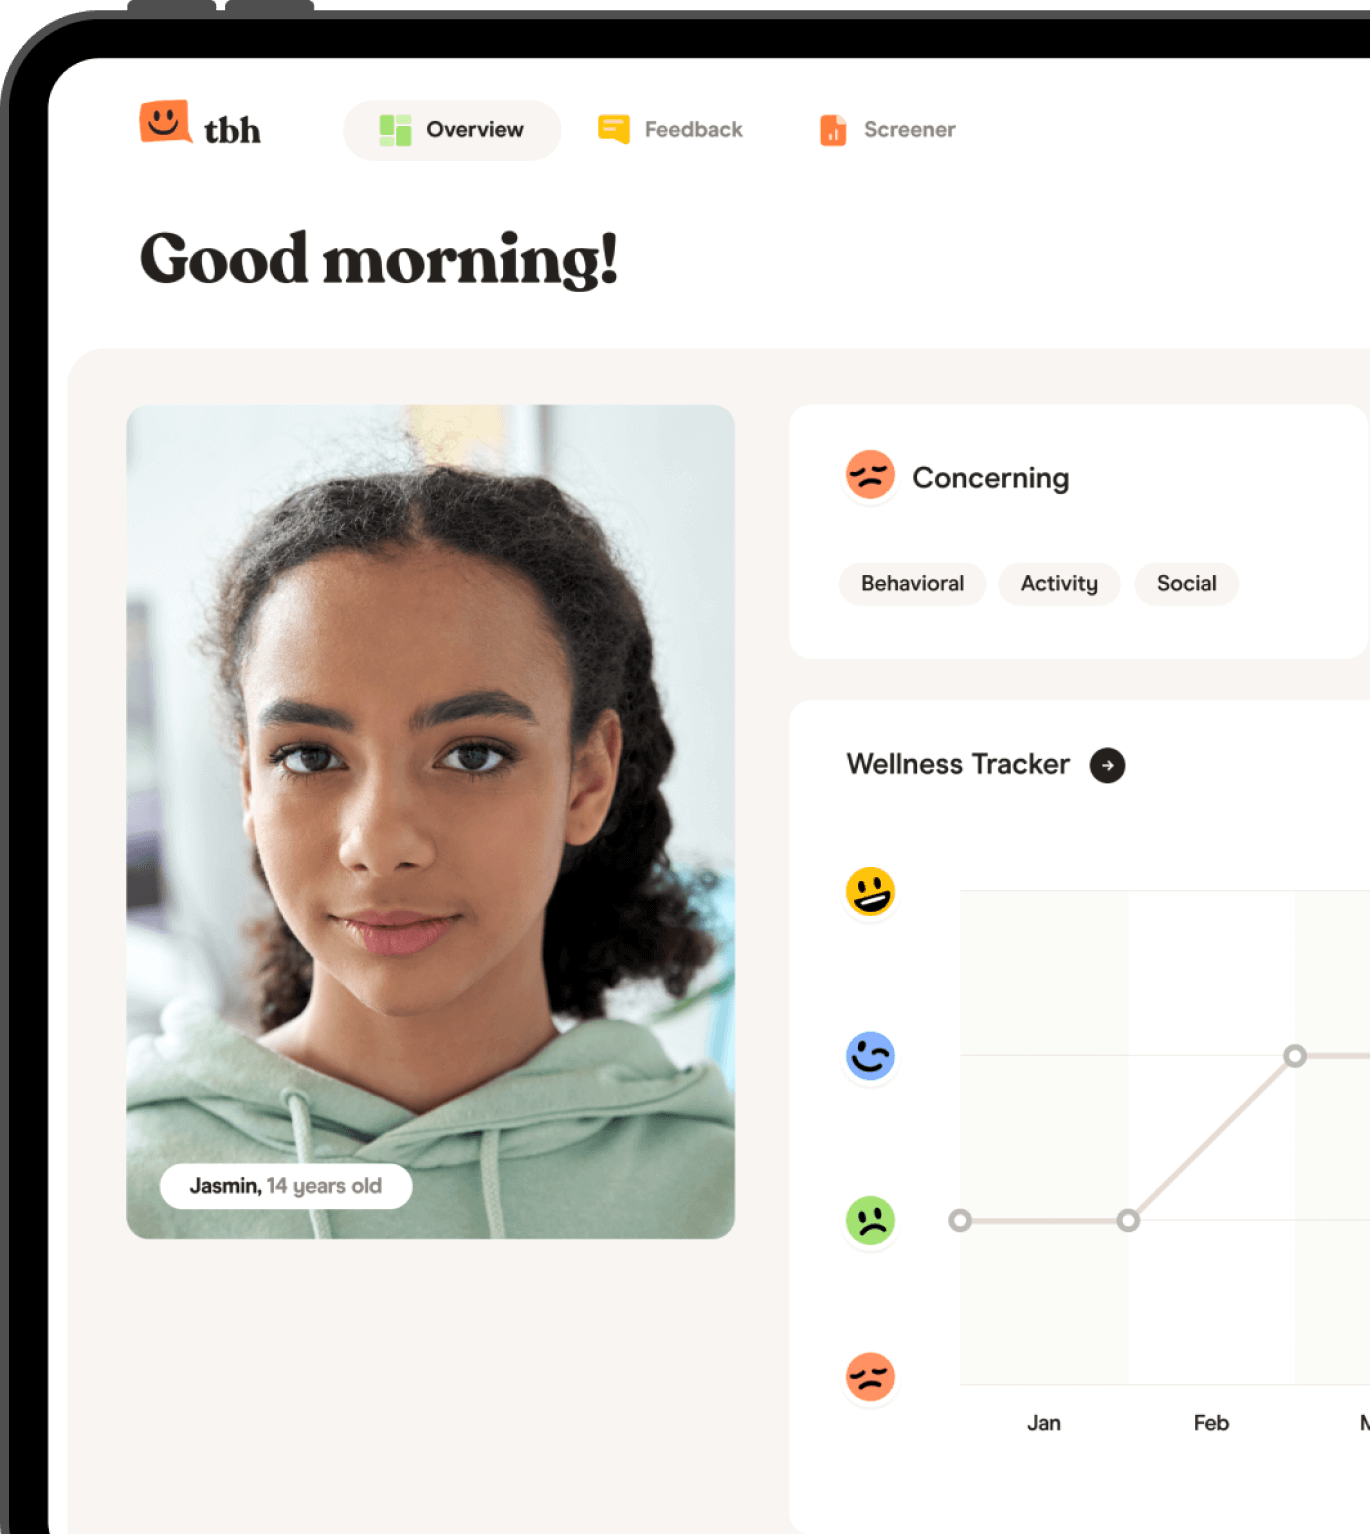 tbh
Overview
Feedback
Screener
Good morning!
Jasmin, 14 years old
Concerning
Behavioral
Activity
Social
Wellness Tracker
Jan
Feb